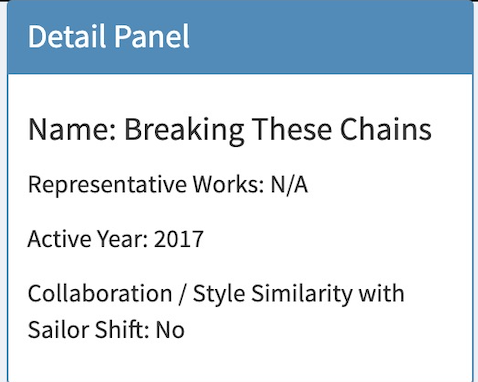 Detail Panel
Name: Breaking These Chains
Representative Works: N/A
Active Year: 2017
Collaboration / Style Similarity with
Sailor Shift: No